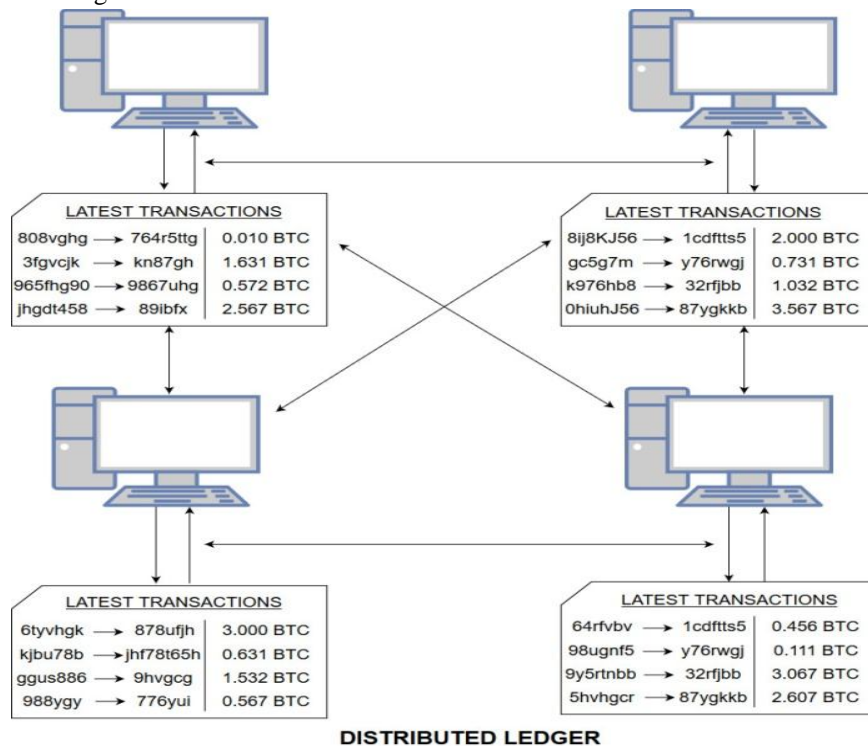 LATEST TRANSACTIONS
808vghg → 764r5ttg 0.010 BTC
3fgvcjk → kn87gh 1.631 BTC
965fhg90 → 9867uhg 0.572 BTC
jhgdt458 → 89ibfx 2.567 BTC
LATEST TRANSACTIONS
8ij8KJ56 → 1cdftts5 2.000 BTC
gc5g7m → y76rwgj 0.731 BTC
k976hb8 → 32rfjbb 1.032 BTC
0hiuhJ56 → 87ygkkb 3.567 BTC
LATEST TRANSACTIONS
6tyvhgk → 878ufjh 3.000 BTC
kjbu78b → jhf78t65h 0.631 BTC
ggus886 → 9hvgcg 1.532 BTC
988ygy → 776yui 0.567 BTC
LATEST TRANSACTIONS
64rfvbv → 1cdftts5 0.456 BTC
98ugnf5 → y76rwgj 0.111 BTC
9y5rtnbb → 32rfjbb 3.067 BTC
5hvhgcr → 87ygkkb 2.607 BTC
DISTRIBUTED LEDGER